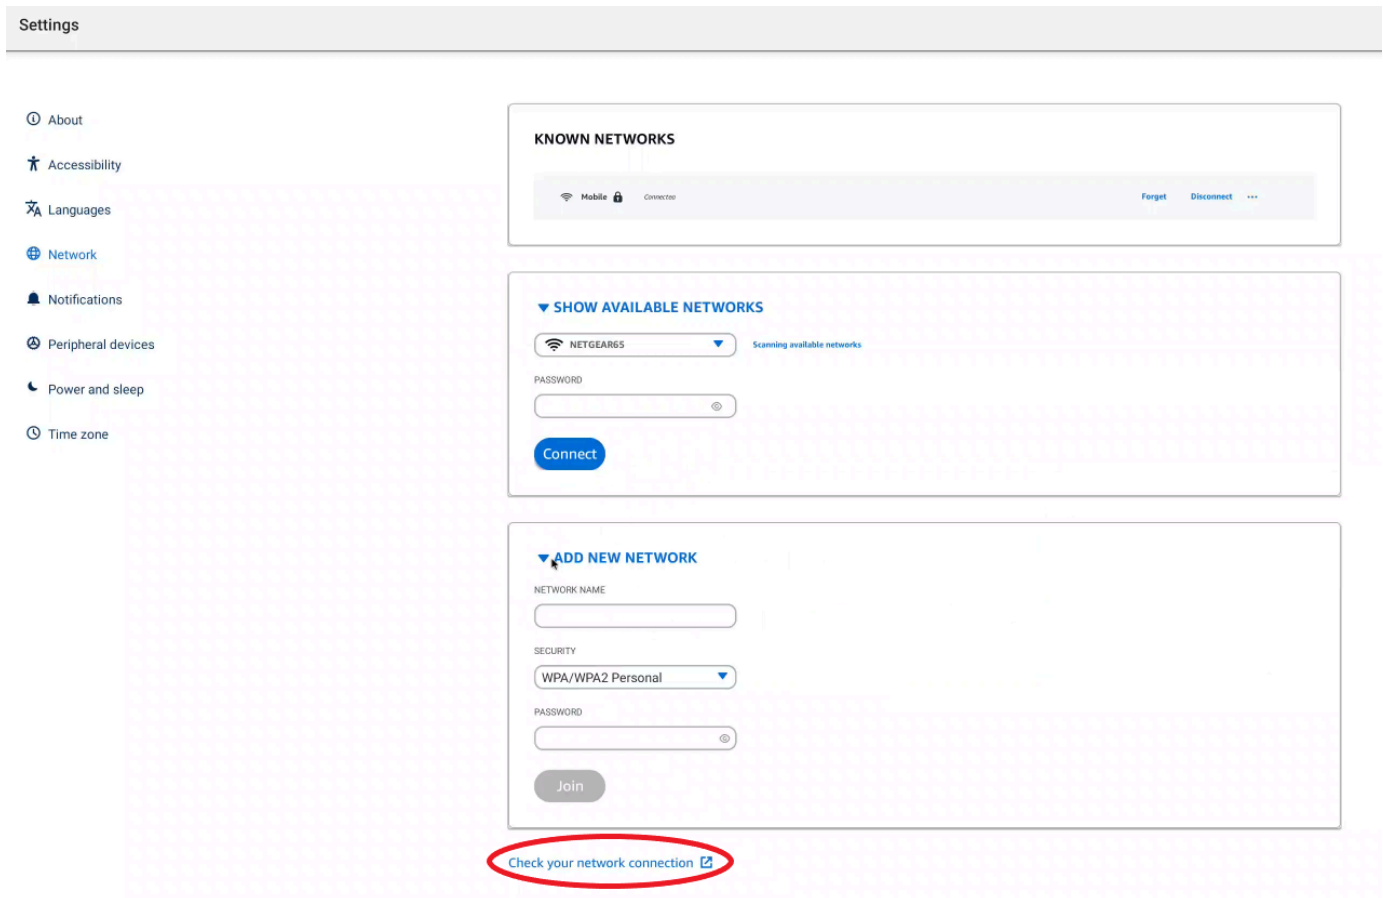 Settings
About
Accessibility
Languages
Network
Notifications
Peripheral devices
Power and sleep
Time zone
KNOWN NETWORKS
Mobile Connected Forget Disconnect ...
SHOW AVAILABLE NETWORKS
NETGEAR65 Scanning available networks
PASSWORD
Connect
ADD NEW NETWORK
NETWORK NAME
SECURITY
WPA/WPA2 Personal
PASSWORD
Join
Check your network connection